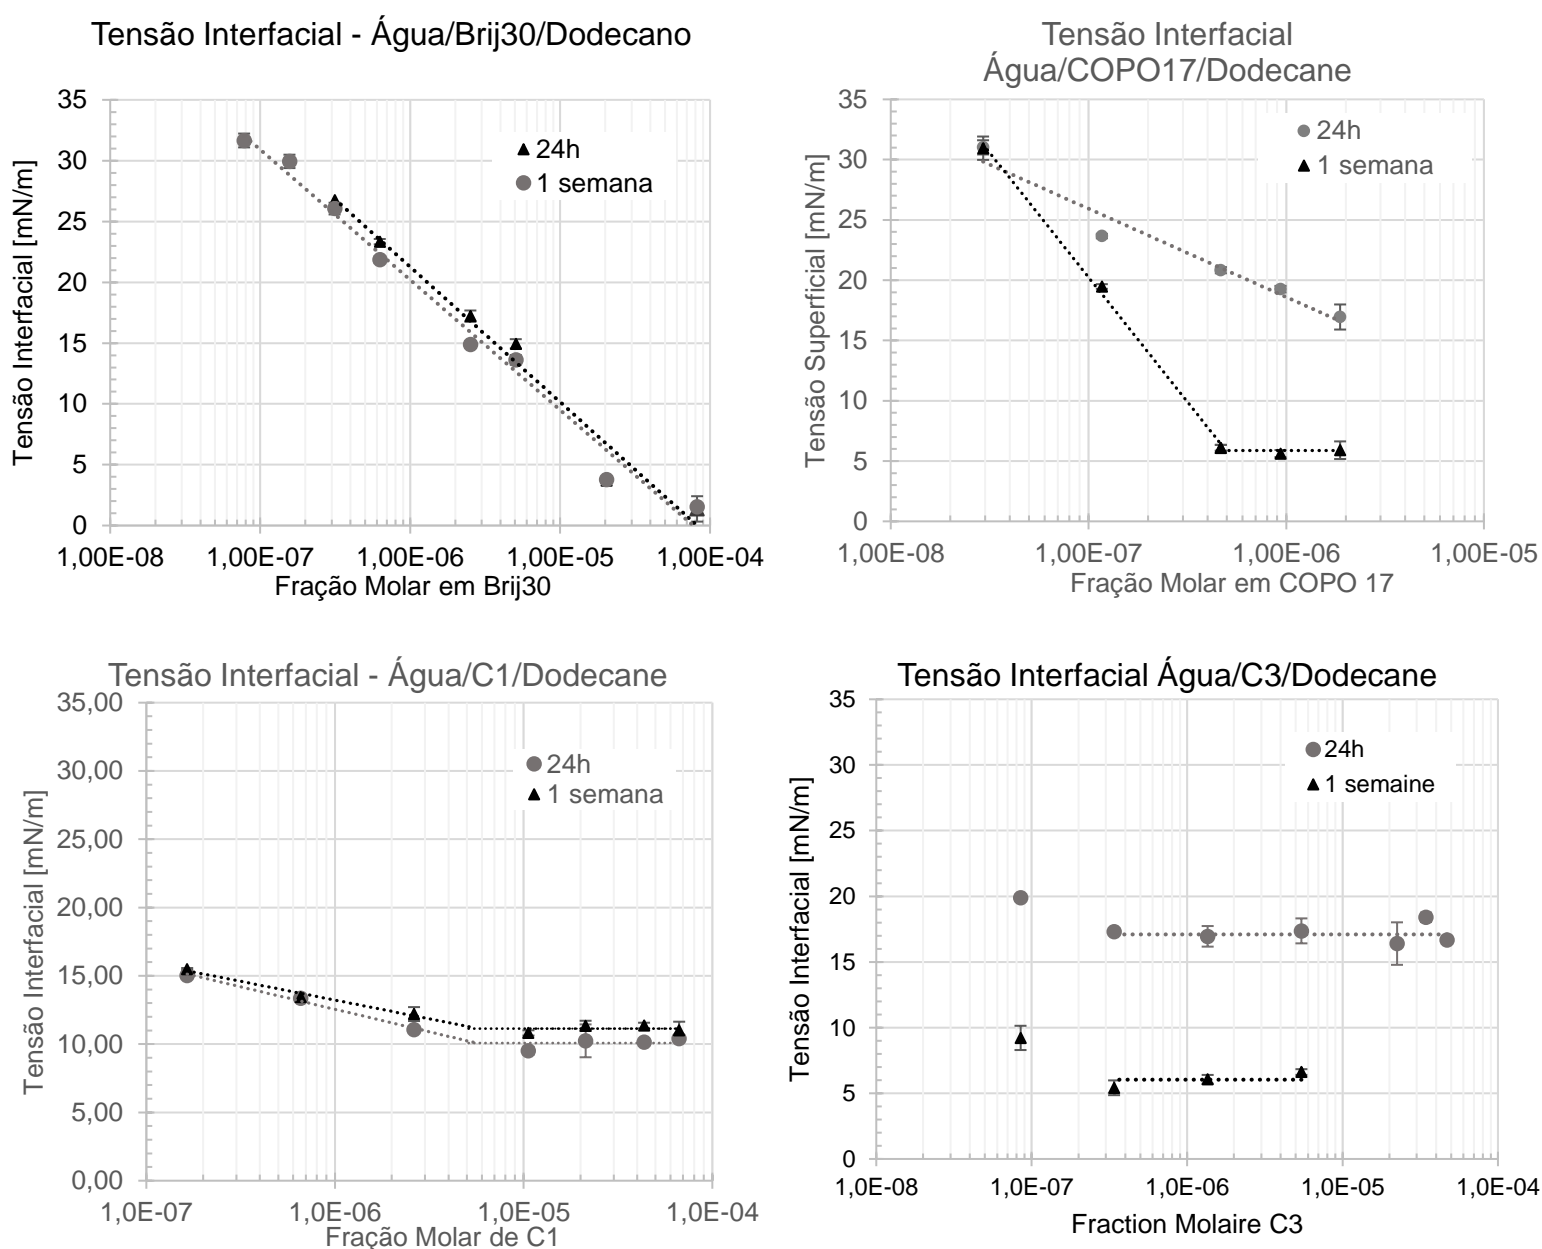 Tensão Interfacial - Água/Brij30/Dodecano
35
30
25
20
15
10
5
0
Tensão Interfacial [mN/m]
24h
1 semana
1,00E-08 1,00E-07 1,00E-06 1,00E-05 1,00E-04
Fração Molar em Brij30
Tensão Interfacial
Água/COPO17/Dodecane
35
30
25
20
15
10
5
0
Tensão Superficial [mN/m]
24h
1 semana
1,00E-08 1,00E-07 1,00E-06 1,00E-05
Fração Molar em COPO 17
Tensão Interfacial - Água/C1/Dodecane
35,00
30,00
25,00
20,00
15,00
10,00
5,00
0,00
Tensão Interfacial [mN/m]
24h
1 semana
1,0E-07 1,0E-06 1,0E-05 1,0E-04
Fração Molar de C1
Tensão Interfacial Água/C3/Dodecane
35
30
25
20
15
10
5
0
Tensão Interfacial [mN/m]
24h
1 semaine
1,0E-08 1,0E-07 1,0E-06 1,0E-05 1,0E-04
Fraction Molaire C3